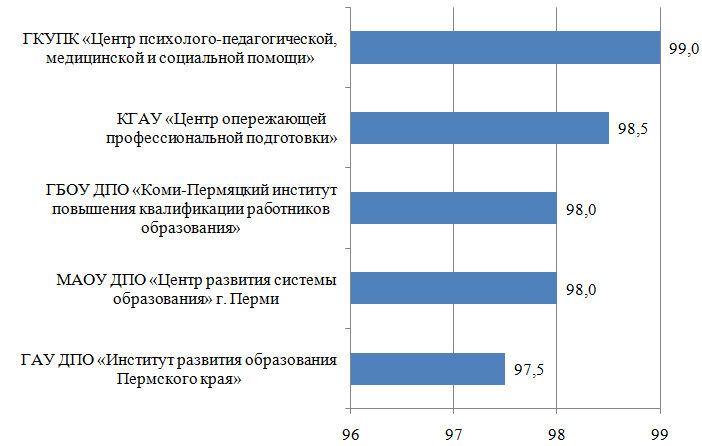 ГКУПК «Центр психолого-педагогической,
медицинской и социальной помощи»
99,0
КГАУ «Центр опережающей
профессиональной подготовки»
98,5
ГБОУ ДПО «Коми-Пермяцкий институт
повышения квалификации работников
образования»
98,0
МАОУ ДПО «Центр развития системы
образования» г. Перми
98,0
ГАУ ДПО «Институт развития образования
Пермского края»
97,5
96 97 98 99